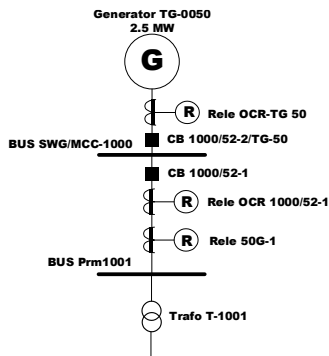 Generator TG-0050
2.5 MW
G
R
Rele OCR-TG 50
CB 1000/52-2/TG-50
BUS SWG/MCC-1000
CB 1000/52-1
R
Rele OCR 1000/52-1
R
Rele 50G-1
BUS Prm1001
Trafo T-1001